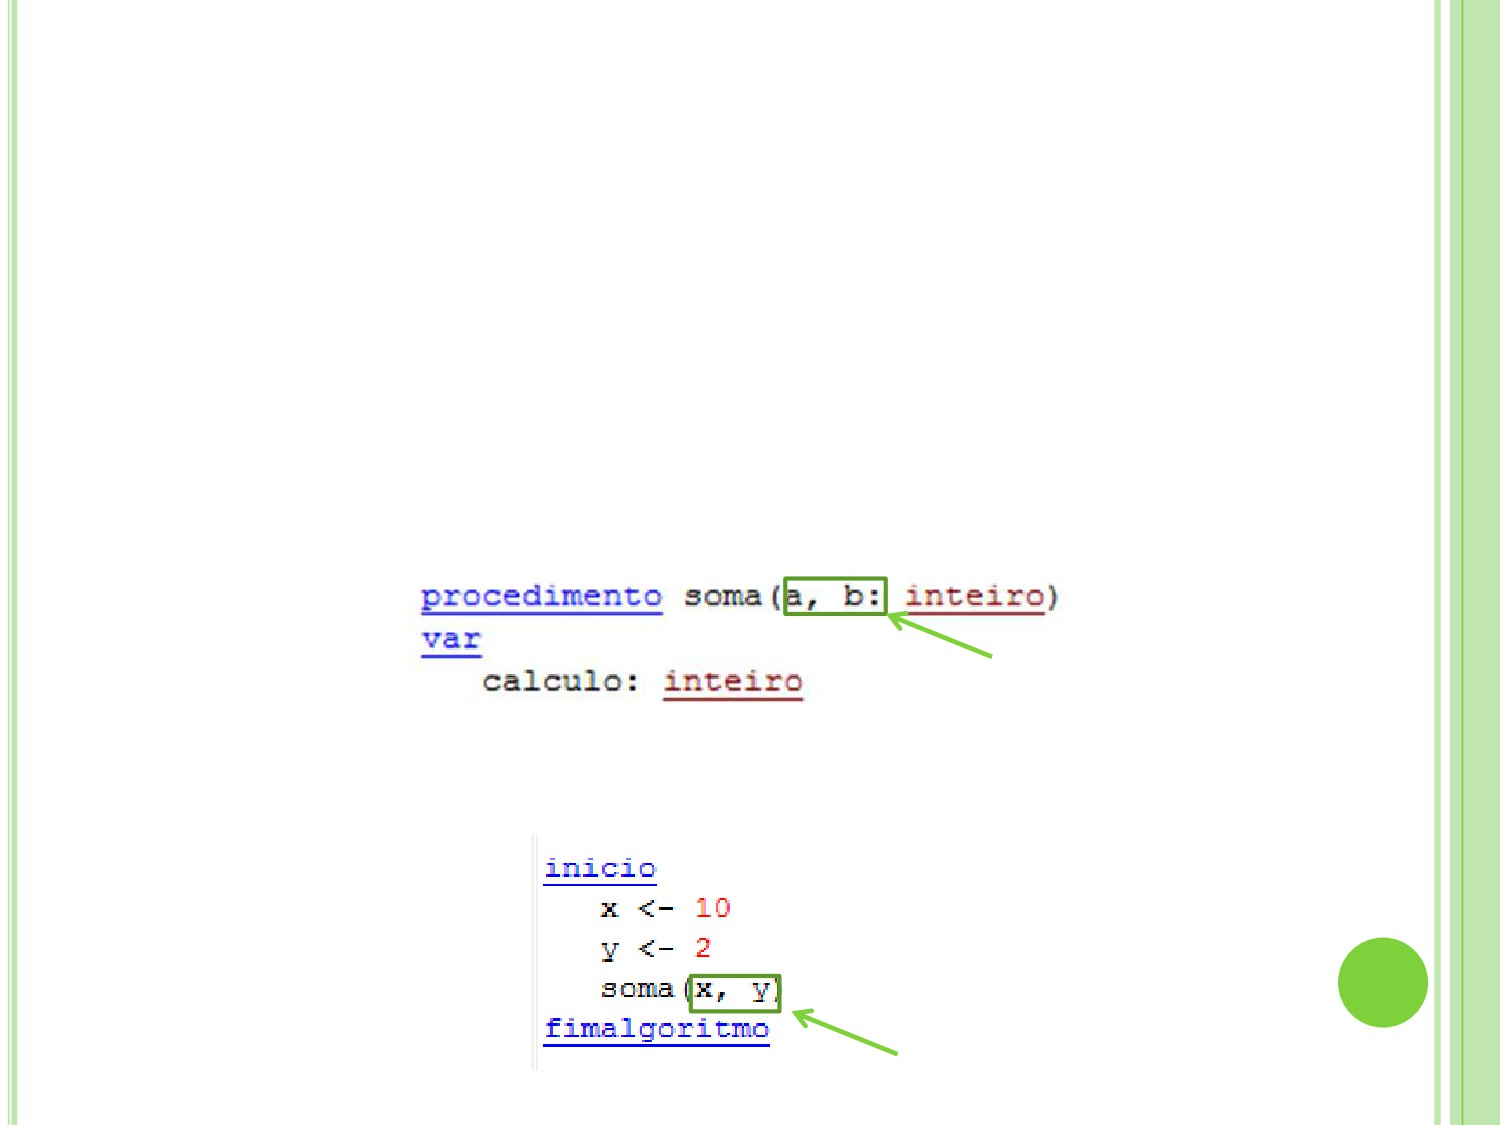 procedimento soma(a, b: inteiro)
var
calculo: inteiro
inicio
x <- 10
y <- 2
soma(x, y)
fimalgoritmo